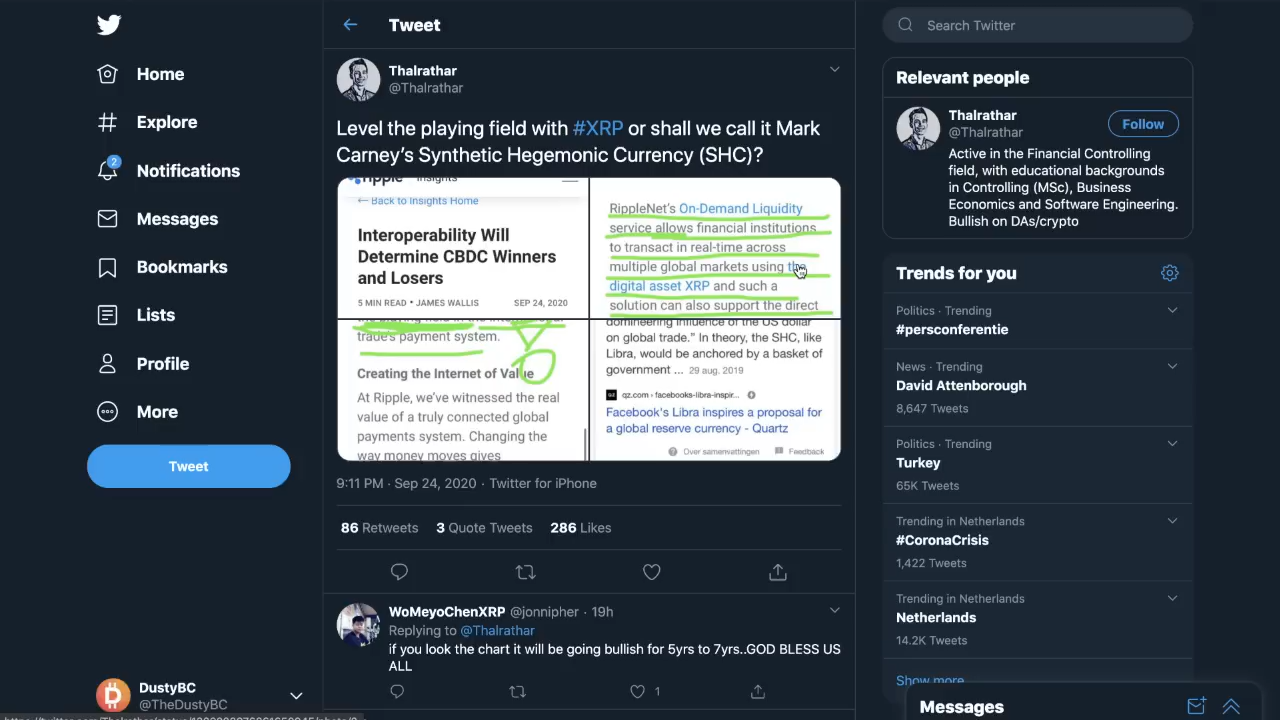 Home
Explore
2
Notifications
Messages
Bookmarks
Lists
Profile
More
Tweet
DustyBC
@TheDustyBC
Tweet
Thalrathar
@Thalrathar
Level the playing field with #XRP or shall we call it Mark
Carney’s Synthetic Hegemonic Currency (SHC)?
ripple Insights
← Back to Insights Home
Interoperability Will
Determine CBDC Winners
and Losers
5 MIN READ • JAMES WALLIS SEP 24, 2020
RippleNet's On-Demand Liquidity
service allows financial institutions
to transact in real-time across
multiple global markets using the
digital asset XRP and such a
solution can also support the direct
trade's payment system.
Creating the Internet of Value
At Ripple, we've witnessed the real
value of a truly connected global
payments system. Changing the
way money moves gives
domineering influence of the US dollar
on global trade." In theory, the SHC, like
Libra, would be anchored by a basket of
government ... 29 aug. 2019
qz.com › facebooks-libra-inspir...
Facebook's Libra inspires a proposal for
a global reserve currency - Quartz
Over samenvattingen Feedback
9:11 PM · Sep 24, 2020 · Twitter for iPhone
86 Retweets 3 Quote Tweets 286 Likes
WoMeyoChenXRP @jonnipher · 19h
Replying to @Thalrathar
if you look the chart it will be going bullish for 5yrs to 7yrs..GOD BLESS US
ALL
1
Search Twitter
Relevant people
Thalrathar
@Thalrathar
Follow
Active in the Financial Controlling
field, with educational backgrounds
in Controlling (MSc), Business
Economics and Software Engineering.
Bullish on DAs/crypto
Trends for you
Politics · Trending
#persconferentie
News · Trending
David Attenborough
8,647 Tweets
Politics · Trending
Turkey
65K Tweets
Trending in Netherlands
#CoronaCrisis
1,422 Tweets
Trending in Netherlands
Netherlands
14.2K Tweets
Show more
Messages